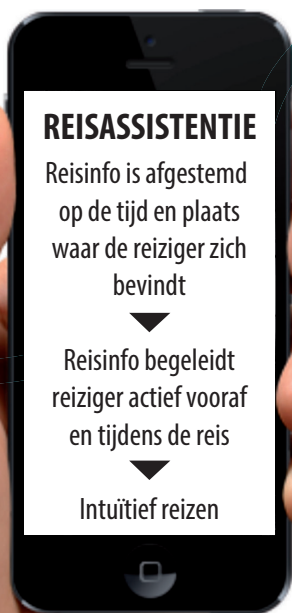 REISASSISTENTIE
Reisinfo is afgestemd
op de tijd en plaats
waar de reiziger zich
bevindt
Reisinfo begeleidt
reiziger actief vooraf
en tijdens de reis
Intuïtief reizen